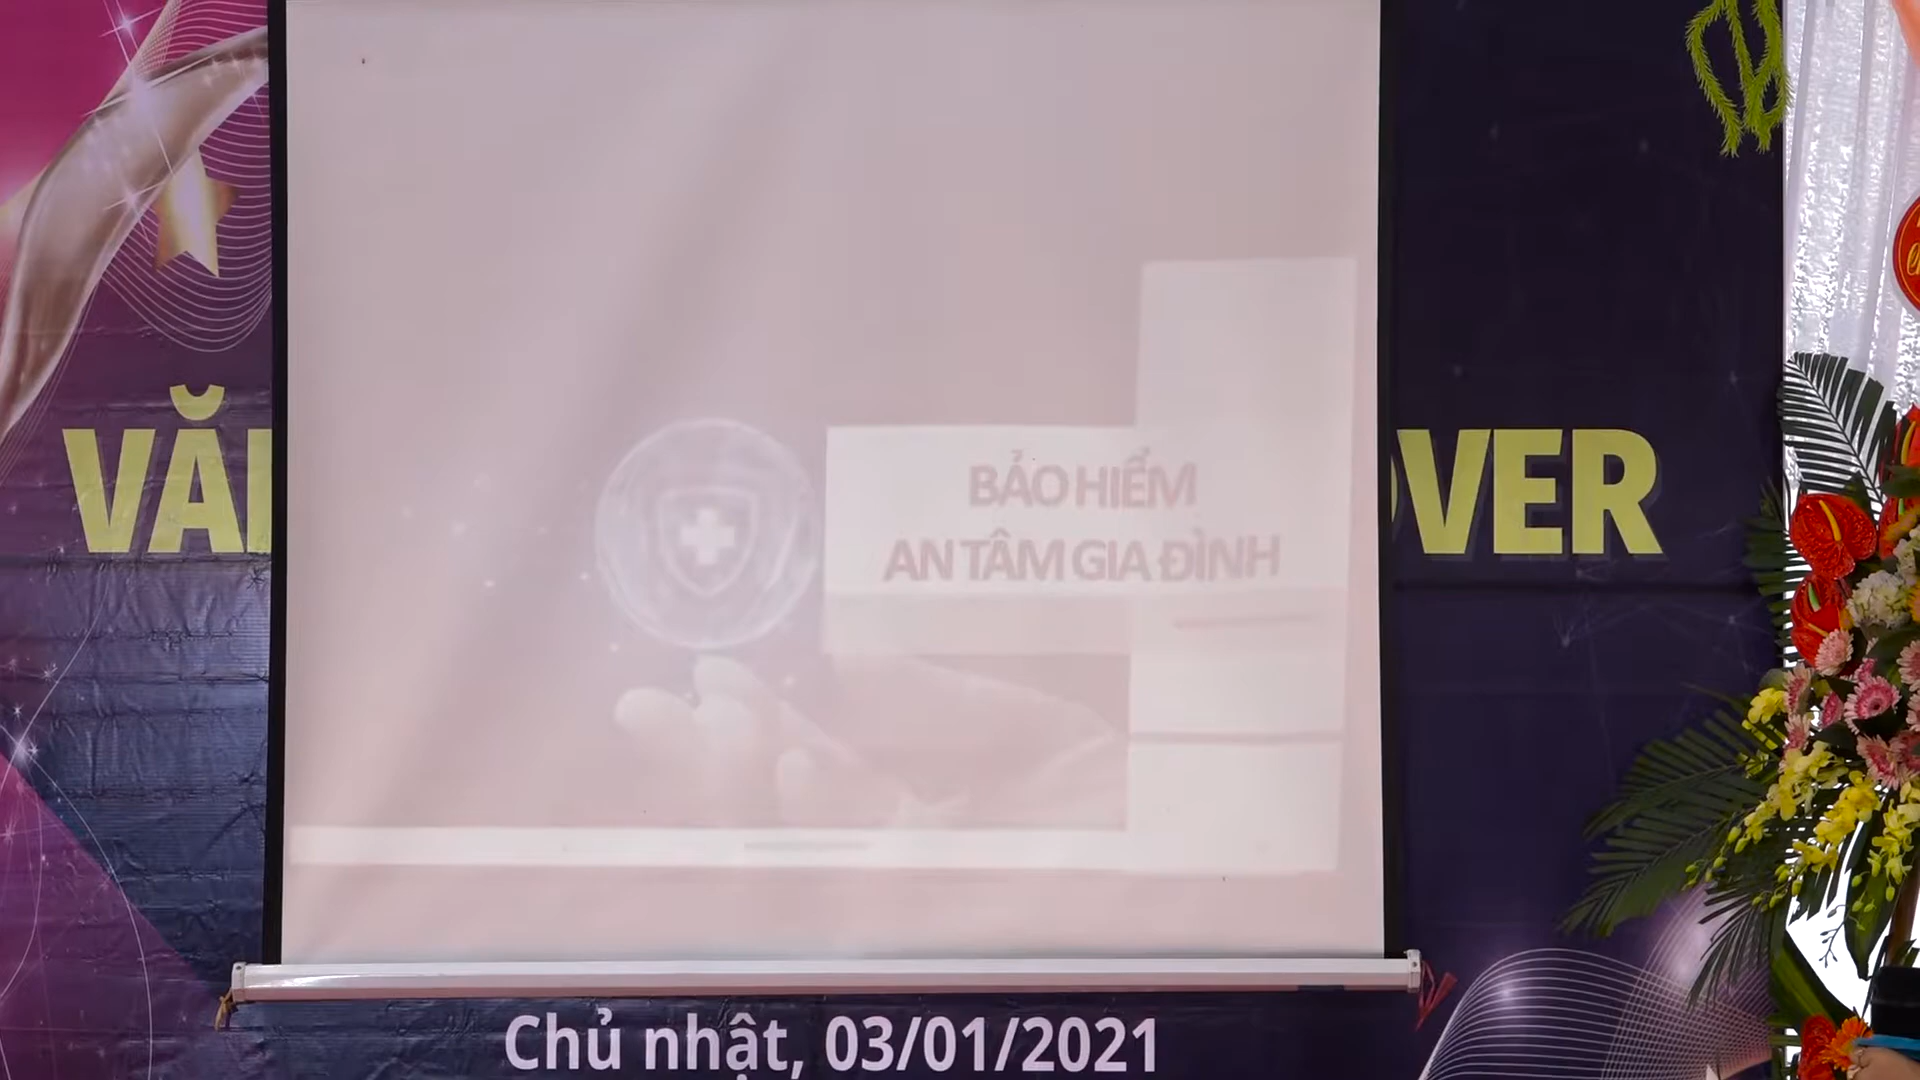 BẢO HIỂM
AN TÂM GIA ĐÌNH
VĂ
OVER
Chủ nhật, 03/01/2021